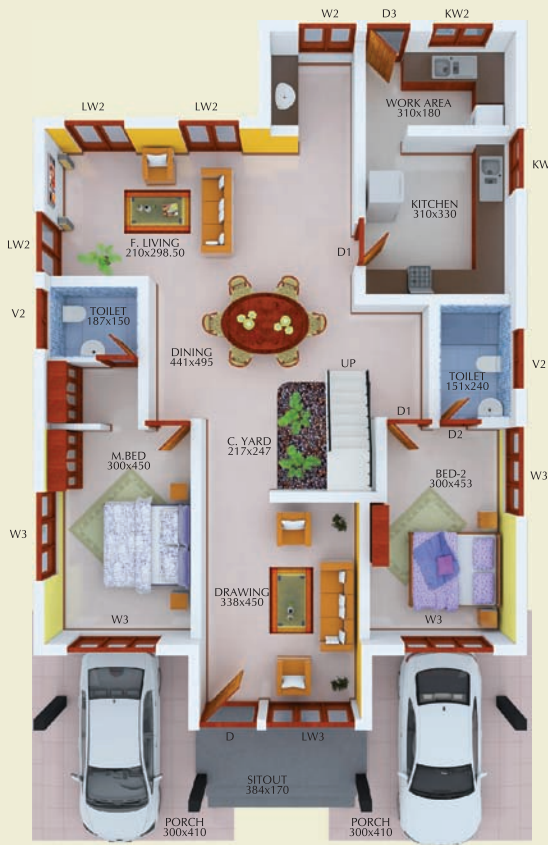 W2
D3
KW2
LW2
LW2
WORK AREA
310x180
KW
KITCHEN
310x330
F. LIVING
210x298.50
LW2
D1
V2
TOILET
187x150
DINING
441x495
UP
V2
TOILET
151x240
D1
D2
C. YARD
217x247
M.BED
300x450
BED-2
300x453
W3
W3
DRAWING
338x450
W3
W3
D
LW3
SITOUT
384x170
PORCH
300x410
PORCH
300x410